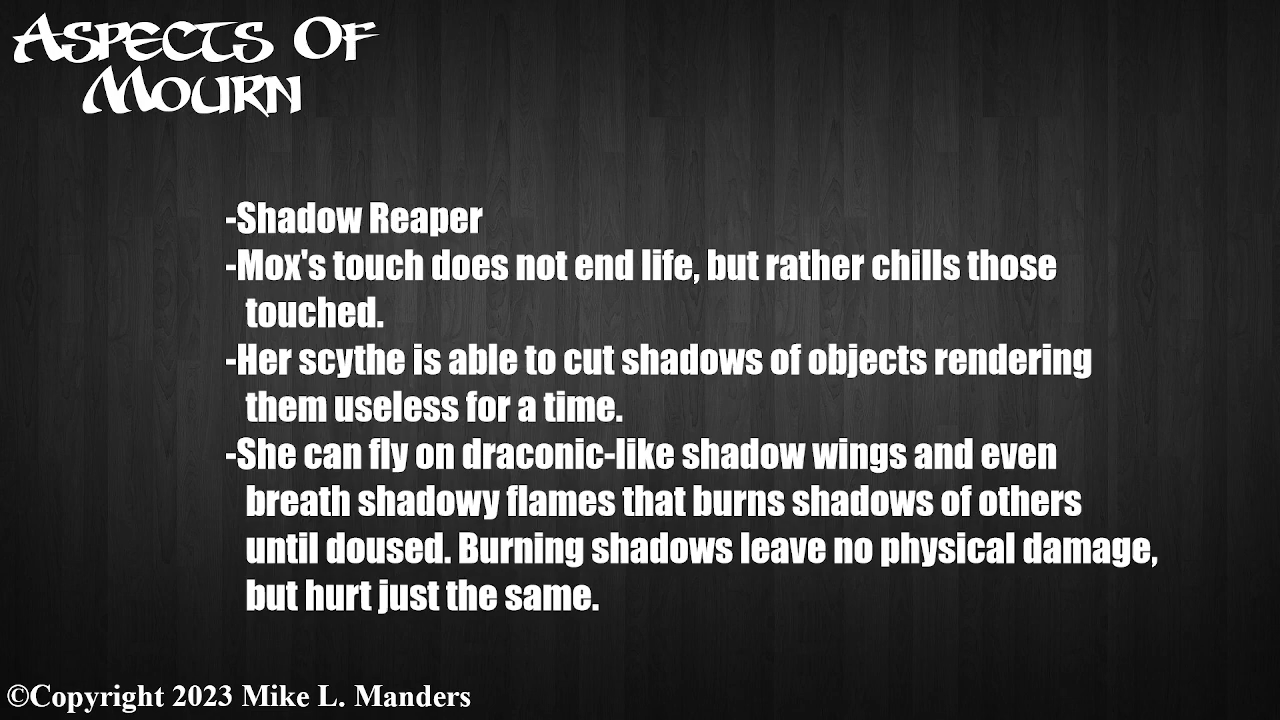 Aspects Of
Mourn
-Shadow Reaper
-Mox's touch does not end life, but rather chills those
touched.
-Her scythe is able to cut shadows of objects rendering
them useless for a time.
-She can fly on draconic-like shadow wings and even
breath shadowy flames that burns shadows of others
until doused. Burning shadows leave no physical damage,
but hurt just the same.
©Copyright 2023 Mike L. Manders